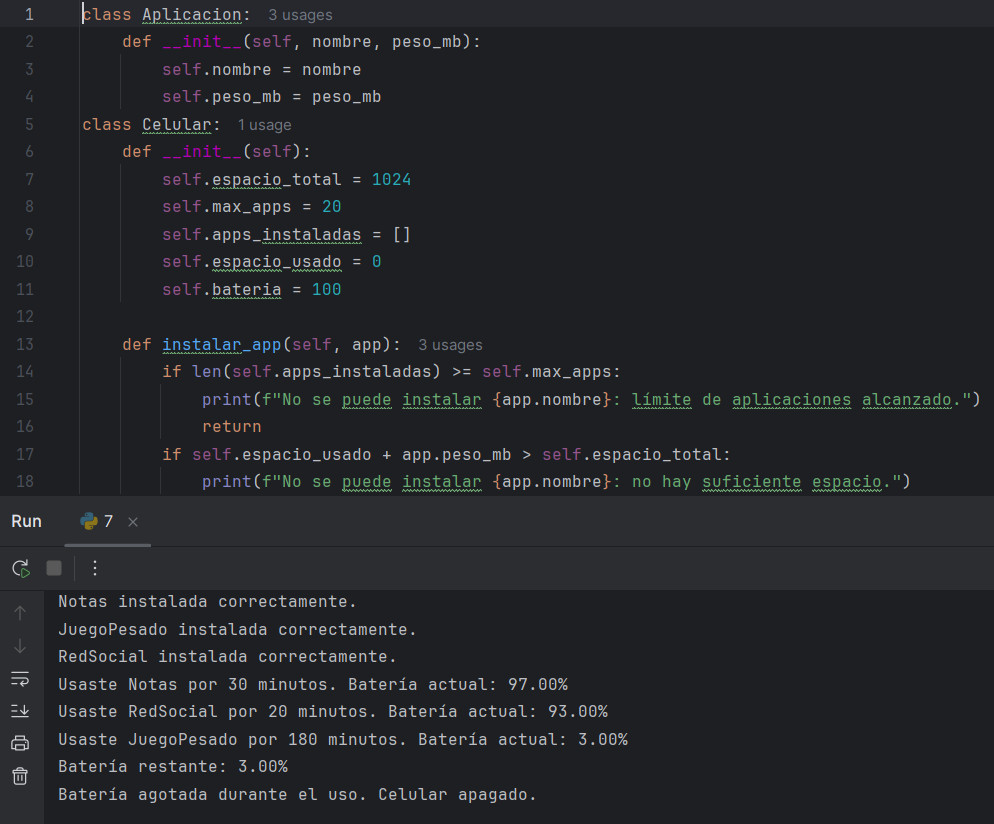 1 class Aplicacion: 3 usages
2 def __init__(self, nombre, peso_mb):
3 self.nombre = nombre
4 self.peso_mb = peso_mb
5 class Celular: 1 usage
6 def __init__(self):
7 self.espacio_total = 1024
8 self.max_apps = 20
9 self.apps_instaladas = []
10 self.espacio_usado = 0
11 self.bateria = 100
12
13 def instalar_app(self, app): 3 usages
14 if len(self.apps_instaladas) >= self.max_apps:
15 print(f"No se puede instalar {app.nombre}: límite de aplicaciones alcanzado.")
16 return
17 if self.espacio_usado + app.peso_mb > self.espacio_total:
18 print(f"No se puede instalar {app.nombre}: no hay suficiente espacio.")
Run 7
Notas instalada correctamente.
JuegoPesado instalada correctamente.
RedSocial instalada correctamente.
Usaste Notas por 30 minutos. Batería actual: 97.00%
Usaste RedSocial por 20 minutos. Batería actual: 93.00%
Usaste JuegoPesado por 180 minutos. Batería actual: 3.00%
Batería restante: 3.00%
Batería agotada durante el uso. Celular apagado.